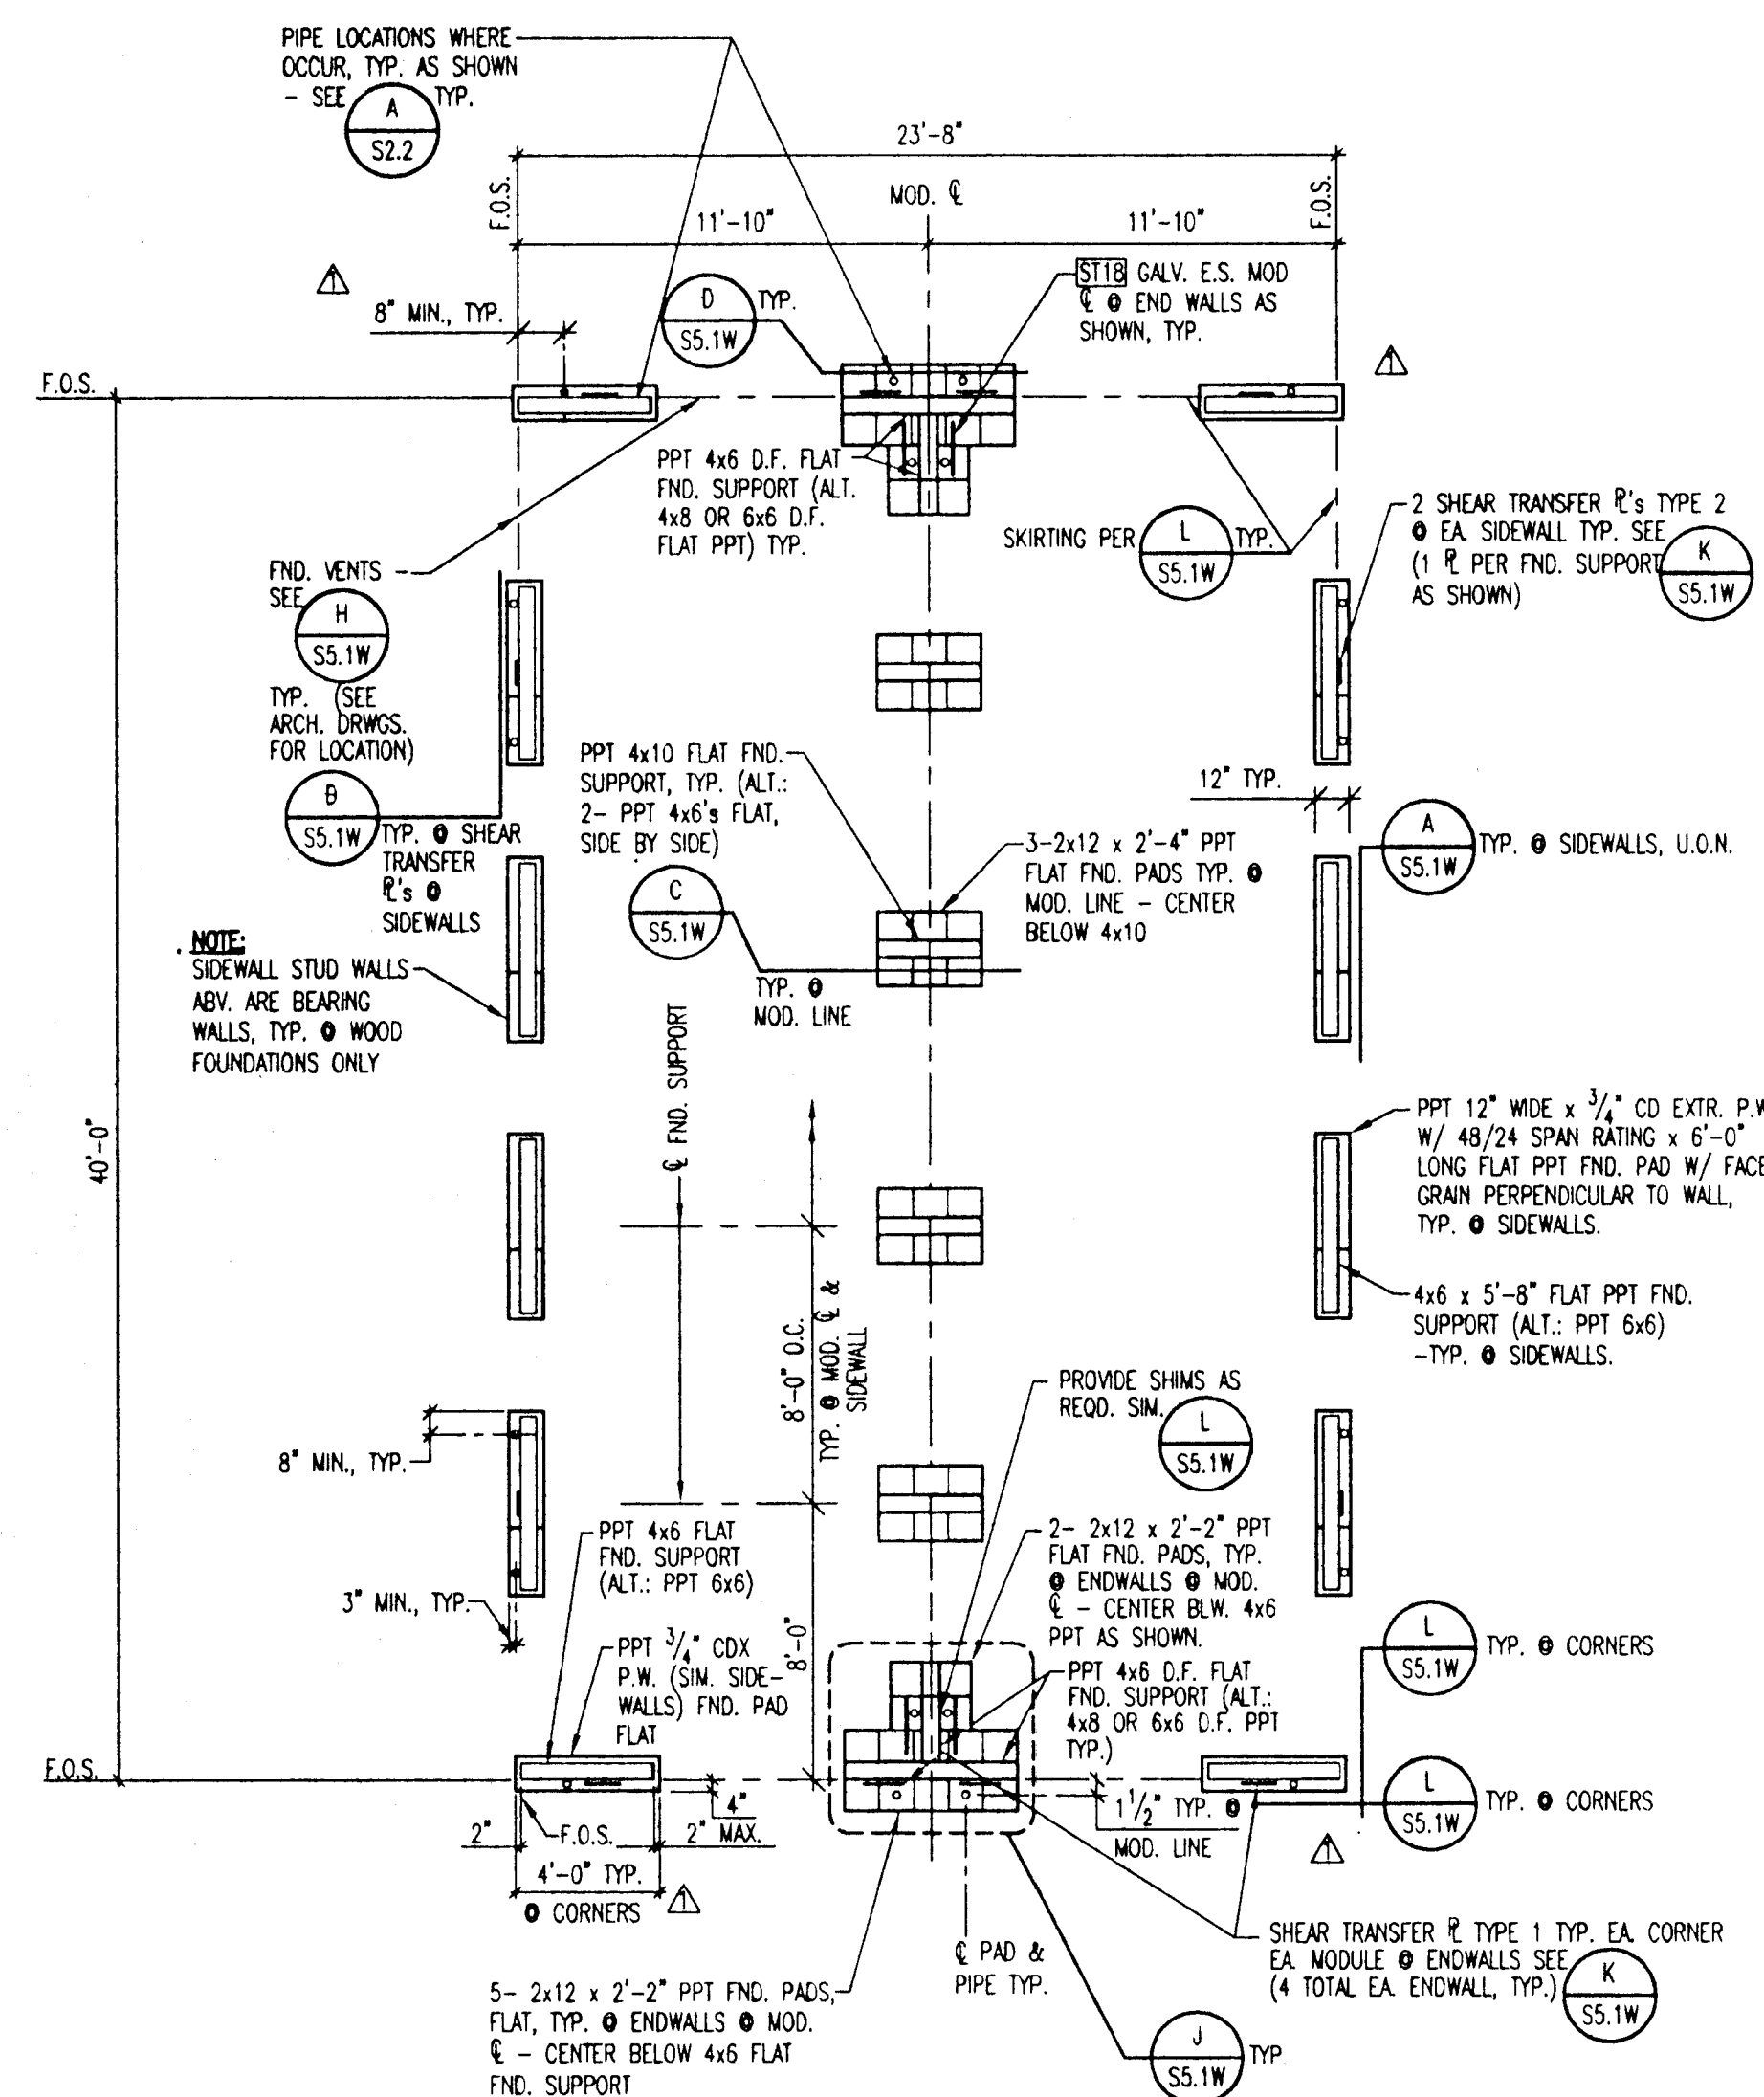 PIPE LOCATIONS WHERE
OCCUR, TYP. AS SHOWN
- SEE A TYP.
S2.2
23'-8"
F.O.S.
F.O.S.
MOD. ℄
11'-10"
11'-10"
1
8" MIN., TYP.
D TYP.
S5.1W
ST18 GALV. E.S. MOD
℄ @ END WALLS AS
SHOWN, TYP.
1
F.O.S.
PPT 4x6 D.F. FLAT
FND. SUPPORT (ALT.
4x8 OR 6x6 D.F.
FLAT PPT) TYP.
SKIRTING PER L TYP.
S5.1W
2 SHEAR TRANSFER ⅊'s TYPE 2
@ EA. SIDEWALL TYP. SEE
(1 ⅊ PER FND. SUPPORT
AS SHOWN)
K
S5.1W
FND. VENTS
SEE
H
S5.1W
TYP. (SEE
ARCH. DRWGS.
FOR LOCATION)
B
S5.1W
TYP. @ SHEAR
TRANSFER
⅊'s @
SIDEWALLS
PPT 4x10 FLAT FND.
SUPPORT, TYP. (ALT.:
2- PPT 4x6's FLAT,
SIDE BY SIDE)
12" TYP.
A
S5.1W
TYP. @ SIDEWALLS, U.O.N.
3-2x12 x 2'-4" PPT
FLAT FND. PADS TYP. @
MOD. LINE - CENTER
BELOW 4x10
C
S5.1W
TYP. @
MOD. LINE
NOTE:
SIDEWALL STUD WALLS
ABV. ARE BEARING
WALLS, TYP. @ WOOD
FOUNDATIONS ONLY
40'-0"
℄ FND. SUPPORT
8'-0" O.C.
TYP. @ MOD. ℄ &
SIDEWALL
PPT 12" WIDE x 3/4" CD EXTR. P.W
W/ 48/24 SPAN RATING x 6'-0"
LONG FLAT PPT FND. PAD W/ FACE
GRAIN PERPENDICULAR TO WALL,
TYP. @ SIDEWALLS.
4x6 x 5'-8" FLAT PPT FND.
SUPPORT (ALT.: PPT 6x6)
-TYP. @ SIDEWALLS.
PROVIDE SHIMS AS
REQD. SIM.
L
S5.1W
8" MIN., TYP.
PPT 4x6 FLAT
FND. SUPPORT
(ALT.: PPT 6x6)
3" MIN., TYP.
8'-0"
2- 2x12 x 2'-2" PPT
FLAT FND. PADS, TYP.
@ ENDWALLS @ MOD.
℄ - CENTER BLW. 4x6
PPT AS SHOWN.
L
S5.1W
TYP. @ CORNERS
PPT 3/4" CDX
P.W. (SIM. SIDE-
WALLS) FND. PAD
FLAT
PPT 4x6 D.F. FLAT
FND. SUPPORT (ALT.:
4x8 OR 6x6 D.F. PPT
TYP.)
F.O.S.
L
S5.1W
TYP. @ CORNERS
4"
2"
F.O.S.
2" MAX.
4'-0" TYP.
@ CORNERS
1
1 1/2" TYP. @
MOD. LINE
1
℄ PAD &
PIPE TYP.
SHEAR TRANSFER ⅊ TYPE 1 TYP. EA. CORNER
EA. MODULE @ ENDWALLS SEE
(4 TOTAL EA. ENDWALL, TYP.)
K
S5.1W
5- 2x12 x 2'-2" PPT FND. PADS,
FLAT, TYP. @ ENDWALLS @ MOD.
℄ - CENTER BELOW 4x6 FLAT
FND. SUPPORT
J TYP.
S5.1W